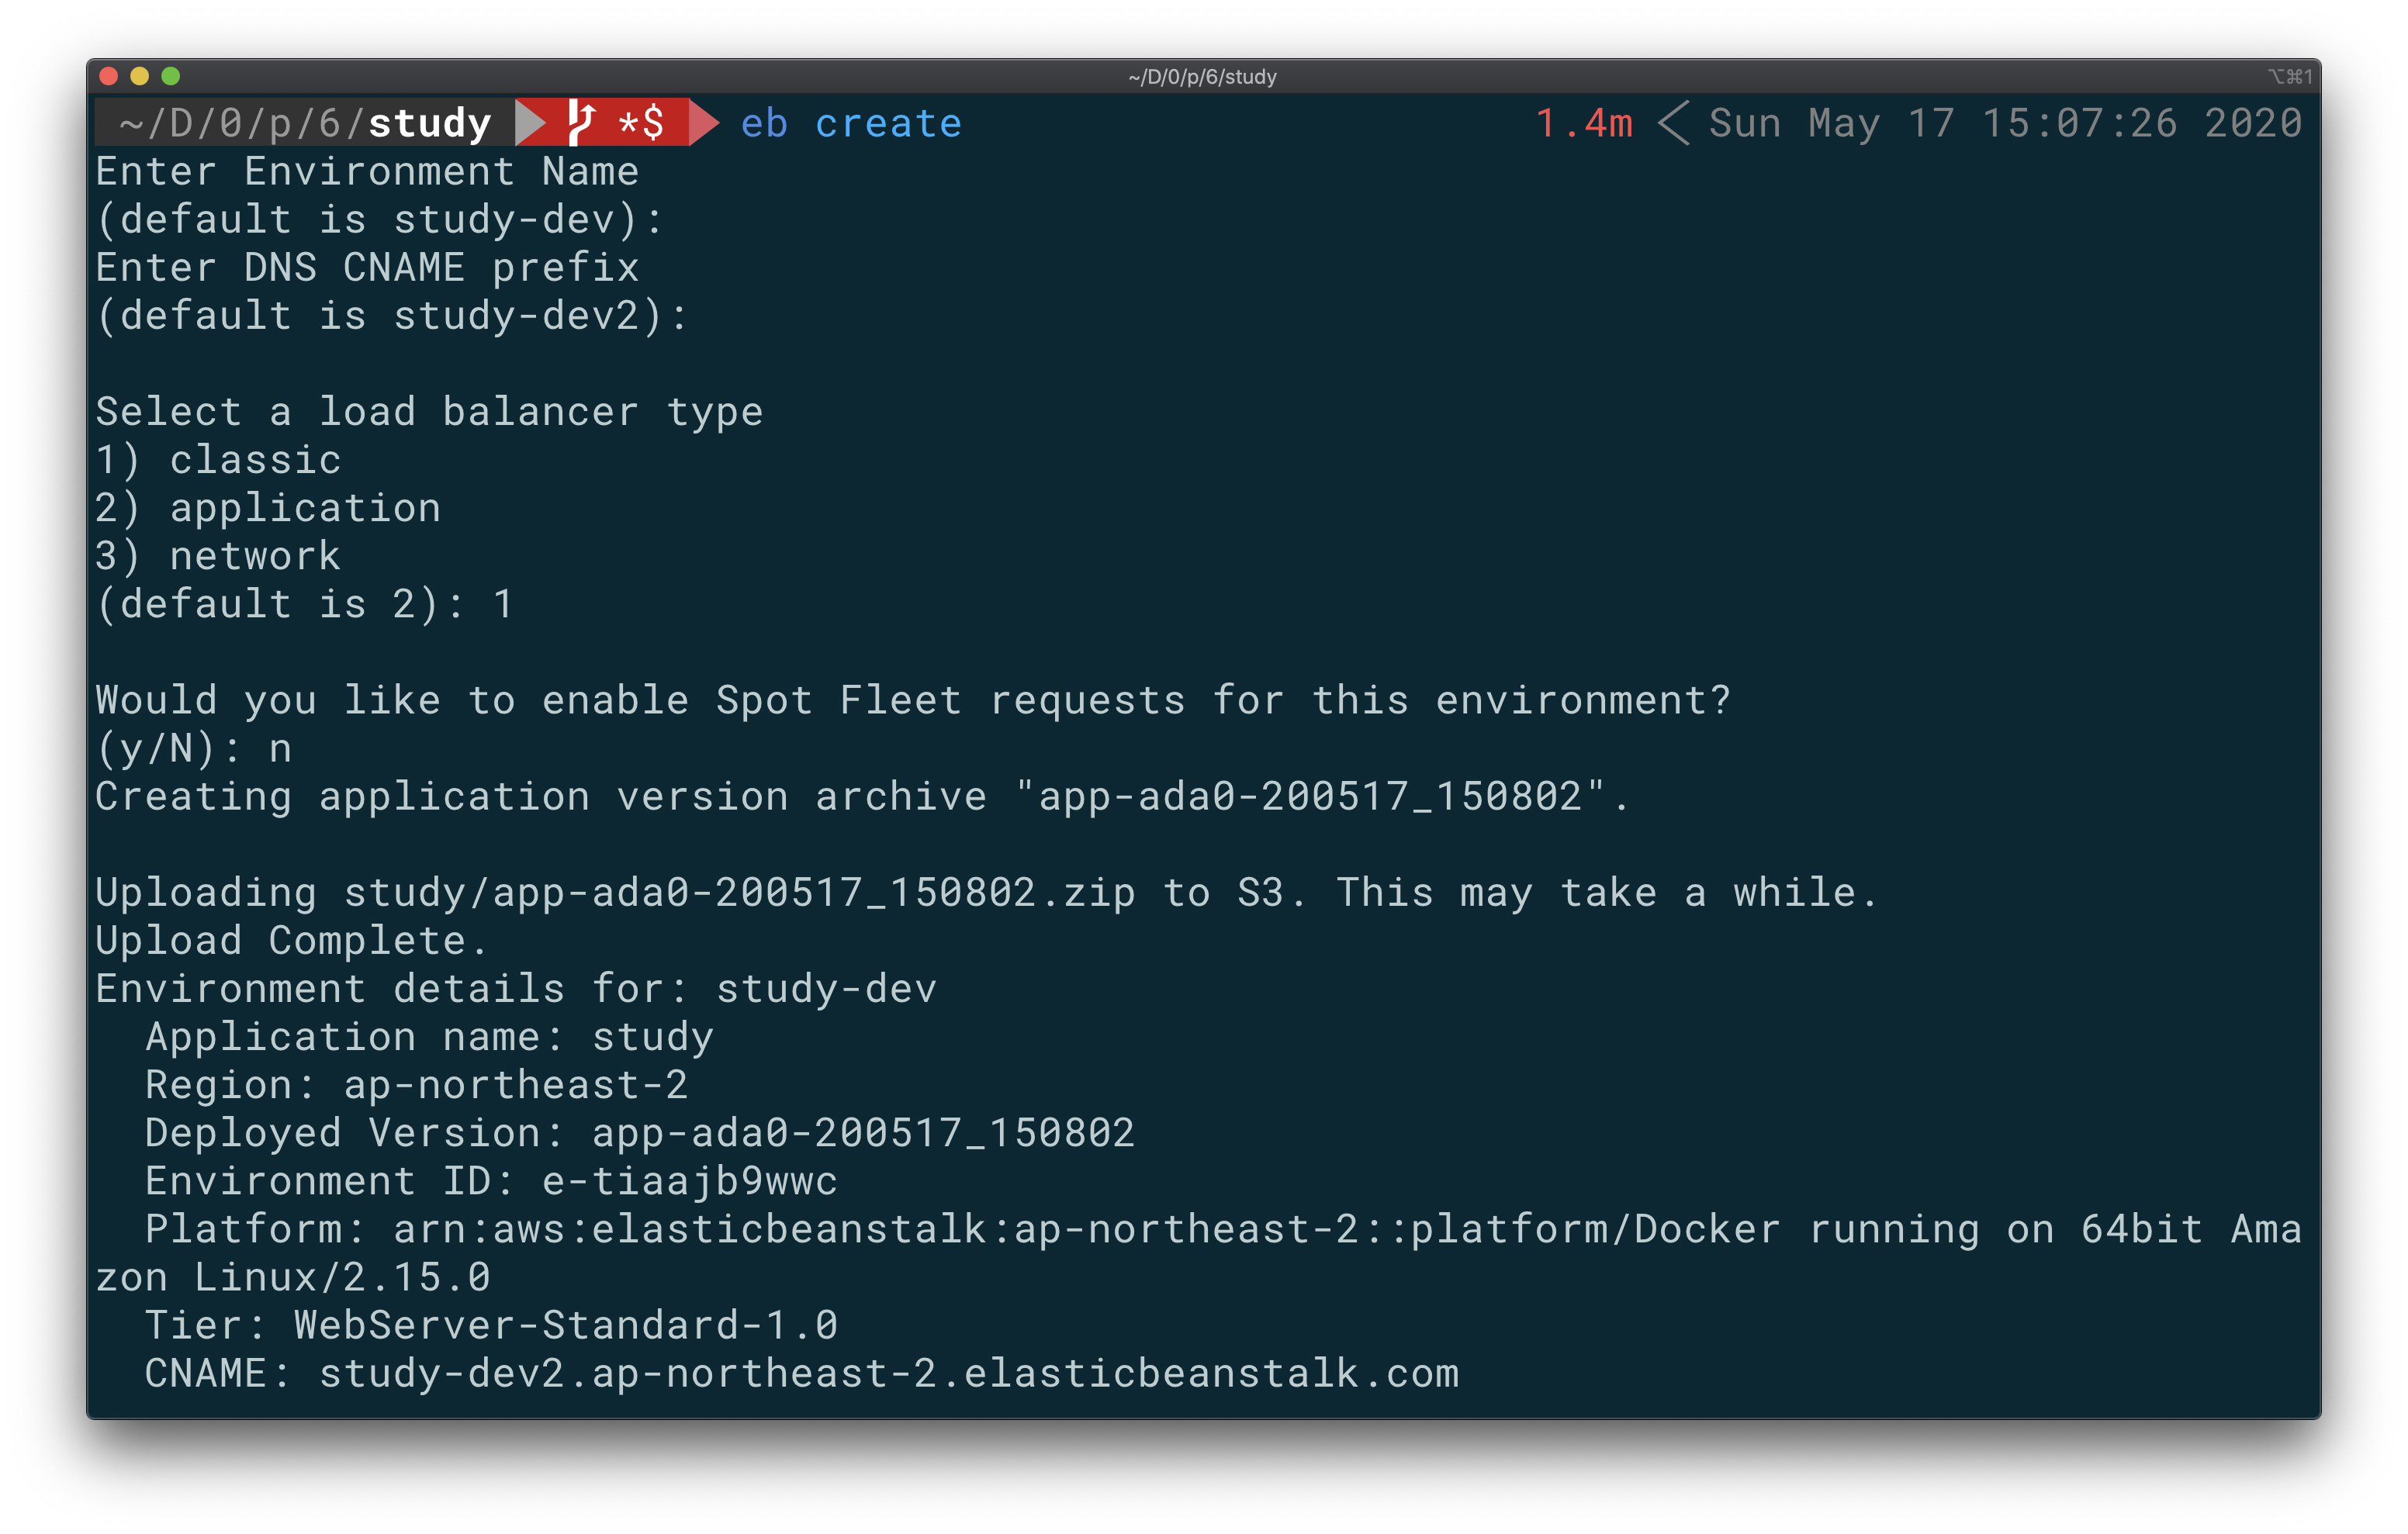 ~/D/0/p/6/study
⌥⌘1
~/D/0/p/6/study *$ eb create 1.4m Sun May 17 15:07:26 2020
Enter Environment Name
(default is study-dev):
Enter DNS CNAME prefix
(default is study-dev2):
Select a load balancer type
1) classic
2) application
3) network
(default is 2): 1
Would you like to enable Spot Fleet requests for this environment?
(y/N): n
Creating application version archive "app-ada0-200517_150802".
Uploading study/app-ada0-200517_150802.zip to S3. This may take a while.
Upload Complete.
Environment details for: study-dev
Application name: study
Region: ap-northeast-2
Deployed Version: app-ada0-200517_150802
Environment ID: e-tiaajb9wwc
Platform: arn:aws:elasticbeanstalk:ap-northeast-2::platform/Docker running on 64bit Ama
zon Linux/2.15.0
Tier: WebServer-Standard-1.0
CNAME: study-dev2.ap-northeast-2.elasticbeanstalk.com